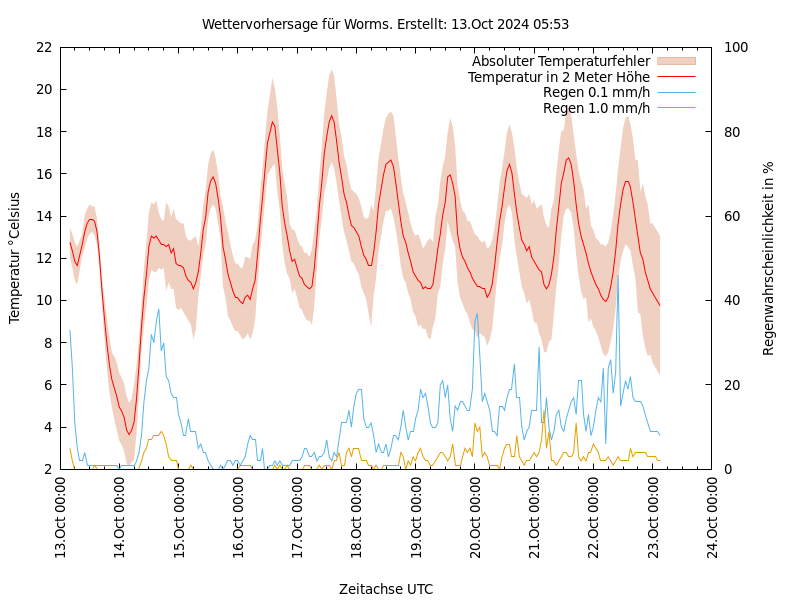 Wettervorhersage für Worms. Erstellt: 13.Oct 2024 05:53
Absoluter Temperaturfehler
Temperatur in 2 Meter Höhe
Regen 0.1 mm/h
Regen 1.0 mm/h
Temperatur °Celsius
22
20
18
16
14
12
10
8
6
4
2
100
80
60
40
20
0
Regenwahrscheinlichkeit in %
13.Oct 00:00
14.Oct 00:00
15.Oct 00:00
16.Oct 00:00
17.Oct 00:00
18.Oct 00:00
19.Oct 00:00
20.Oct 00:00
21.Oct 00:00
22.Oct 00:00
23.Oct 00:00
24.Oct 00:00
Zeitachse UTC